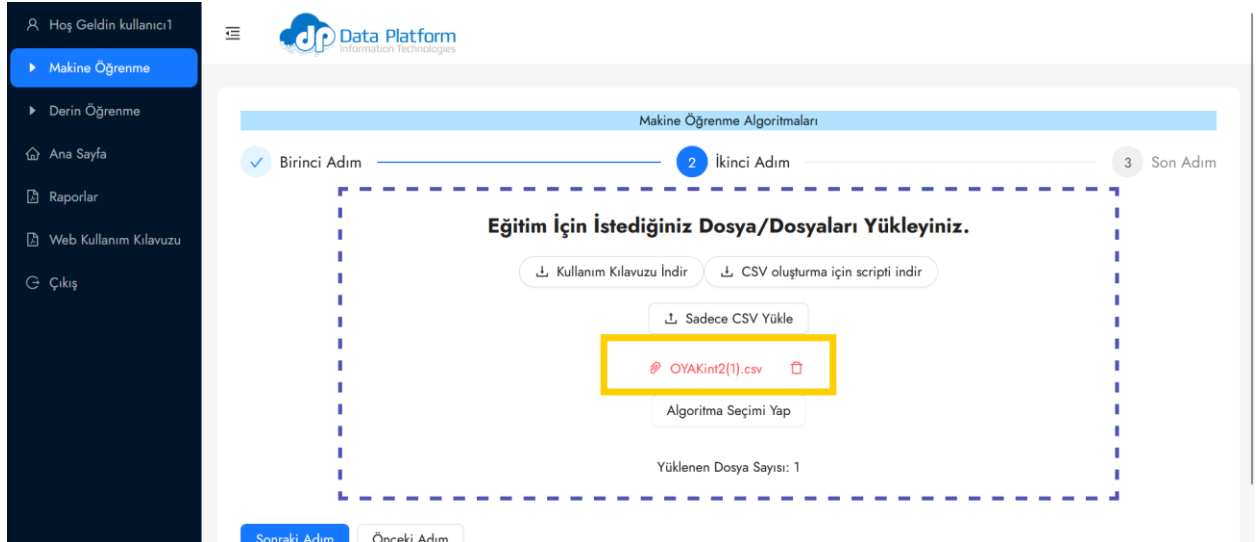 Hoş Geldin kullanıcı1
Makine Öğrenme
Derin Öğrenme
Ana Sayfa
Raporlar
Web Kullanım Kılavuzu
Çıkış
dp Data Platform
Information Technologies
Makine Öğrenme Algoritmaları
Birinci Adım
2 İkinci Adım
3 Son Adım
Eğitim İçin İstediğiniz Dosya/Dosyaları Yükleyiniz.
Kullanım Kılavuzu İndir
CSV oluşturma için scripti indir
Sadece CSV Yükle
OYAKint2(1).csv
Algoritma Seçimi Yap
Yüklenen Dosya Sayısı: 1
Sonraki Adım
Önceki Adım